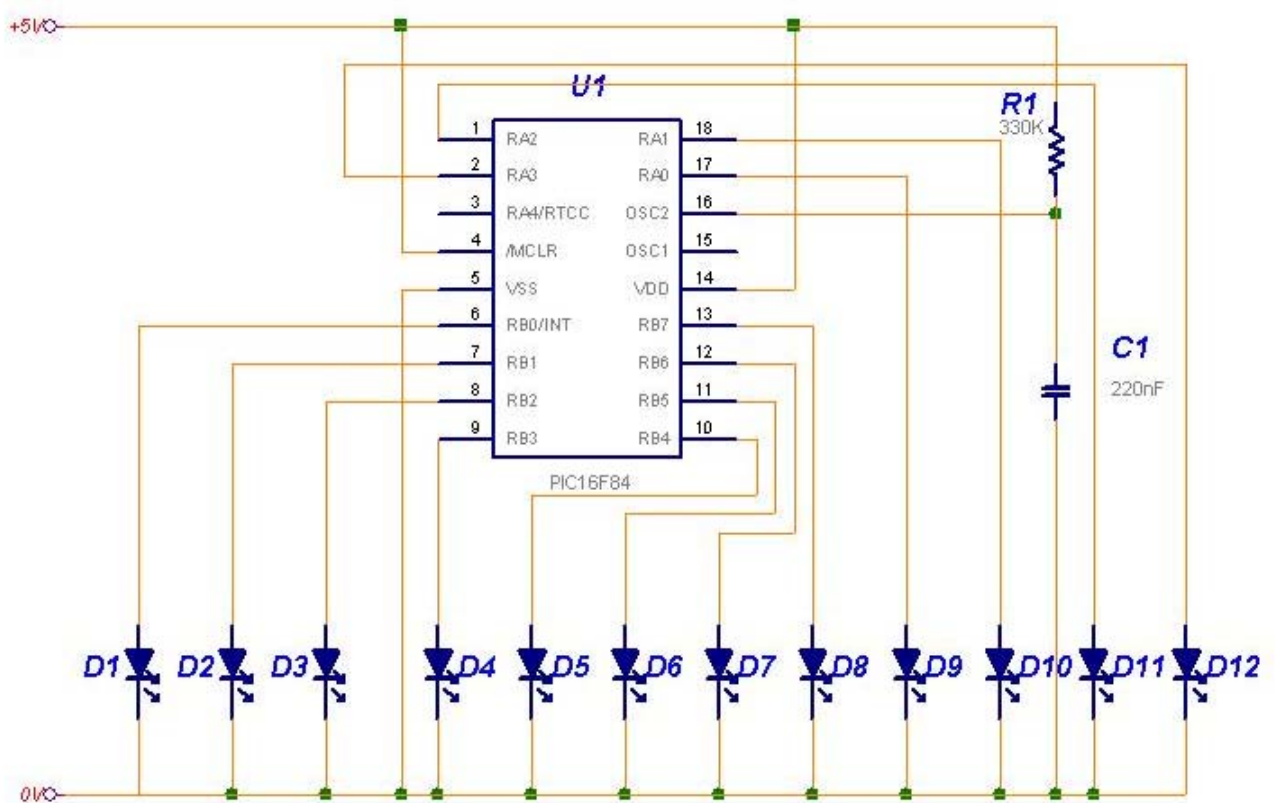 +5V
U1
R1
330K
1 RA2 RA1 18
2 RA3 RA0 17
3 RA4/RTCC OSC2 16
4 /MCLR OSC1 15
5 VSS VDD 14
6 RB0/INT RB7 13
7 RB1 RB6 12
8 RB2 RB5 11
9 RB3 RB4 10
C1
220nF
PIC16F84
D1 D2 D3 D4 D5 D6 D7 D8 D9 D10 D11 D12
0V